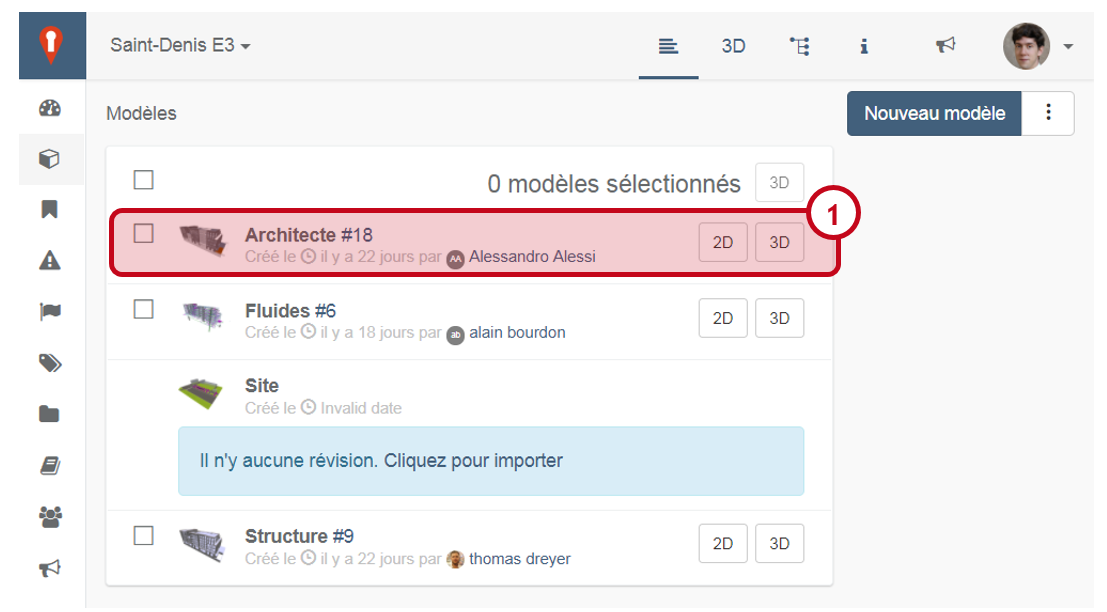 Saint-Denis E3
3D
i
Modèles
Nouveau modèle
0 modèles sélectionnés
3D
1
Architecte #18
2D
3D
Créé le il y a 22 jours par AA Alessandro Alessi
Fluides #6
2D
3D
Créé le il y a 18 jours par ab alain bourdon
Site
Créé le Invalid date
Il n'y aucune révision. Cliquez pour importer
Structure #9
2D
3D
Créé le il y a 22 jours par thomas dreyer